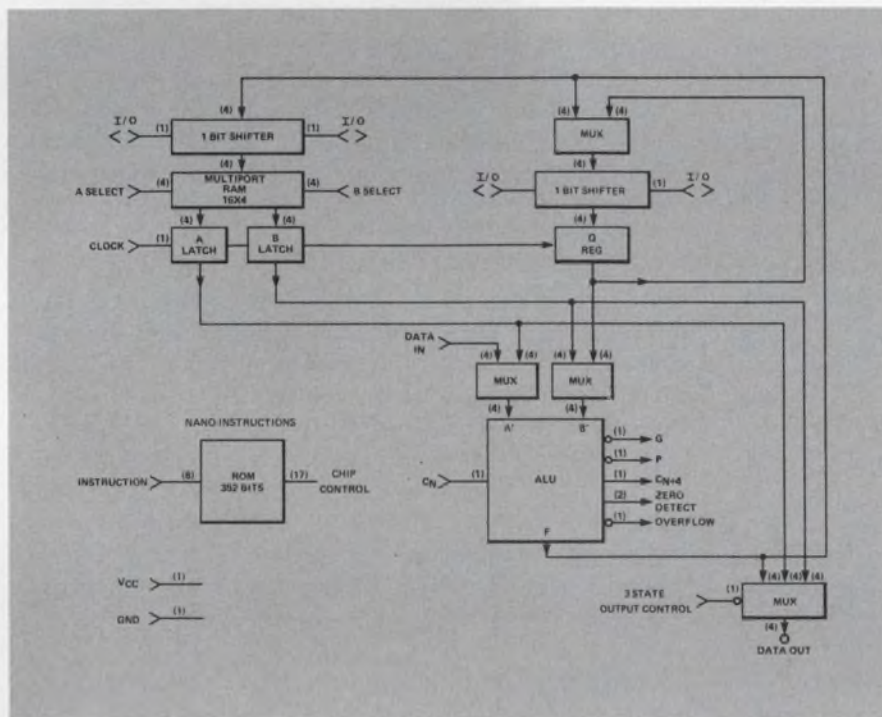 (4) (4) (4)
I/O (1) 1 BIT SHIFTER (1) I/O
MUX
(4) (4)
A SELECT (4) MULTIPORT RAM 16X4 (4) B SELECT
I/O 1 BIT SHIFTER (1) I/O
(4) (4) (4)
CLOCK (1) A LATCH B LATCH
Q REG
DATA IN
(4) (4) (4) (4)
MUX MUX
(4) (4)
NANO INSTRUCTIONS
INSTRUCTION ROM 352 BITS (17) CHIP CONTROL
A' B'
CN (1) ALU
(1) G
(1) P
(1) CN+4
(2) ZERO DETECT
(1) OVERFLOW
F
VCC (1)
GND (1)
(4) (4) (4)
3 STATE OUTPUT CONTROL (1) MUX
(4)
DATA OUT